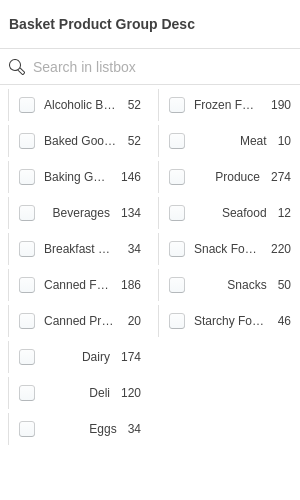 Basket Product Group Desc
Search in listbox
Alcoholic B... 52
Baked Goo... 52
Baking G... 146
Beverages 134
Breakfast ... 34
Canned F... 186
Canned Pr... 20
Dairy 174
Deli 120
Eggs 34
Frozen F... 190
Meat 10
Produce 274
Seafood 12
Snack Fo... 220
Snacks 50
Starchy Fo... 46